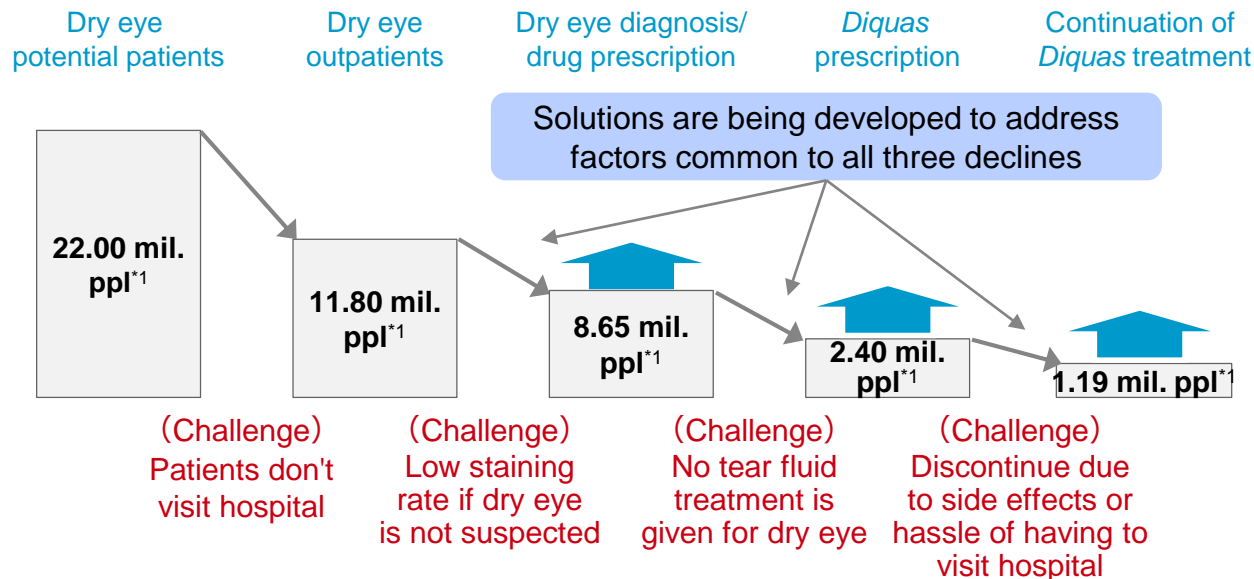 Dry eye
potential patients
Dry eye
outpatients
Dry eye diagnosis/
drug prescription
Diquas
prescription
Continuation of
Diquas treatment
Solutions are being developed to address
factors common to all three declines
22.00 mil.
ppl*1
11.80 mil.
ppl*1
8.65 mil.
ppl*1
2.40 mil.
ppl*1
1.19 mil. ppl*1
（Challenge）
Patients don't
visit hospital
（Challenge）
Low staining
rate if dry eye
is not suspected
（Challenge）
No tear fluid
treatment is
given for dry eye
（Challenge）
Discontinue due
to side effects or
hassle of having to
visit hospital